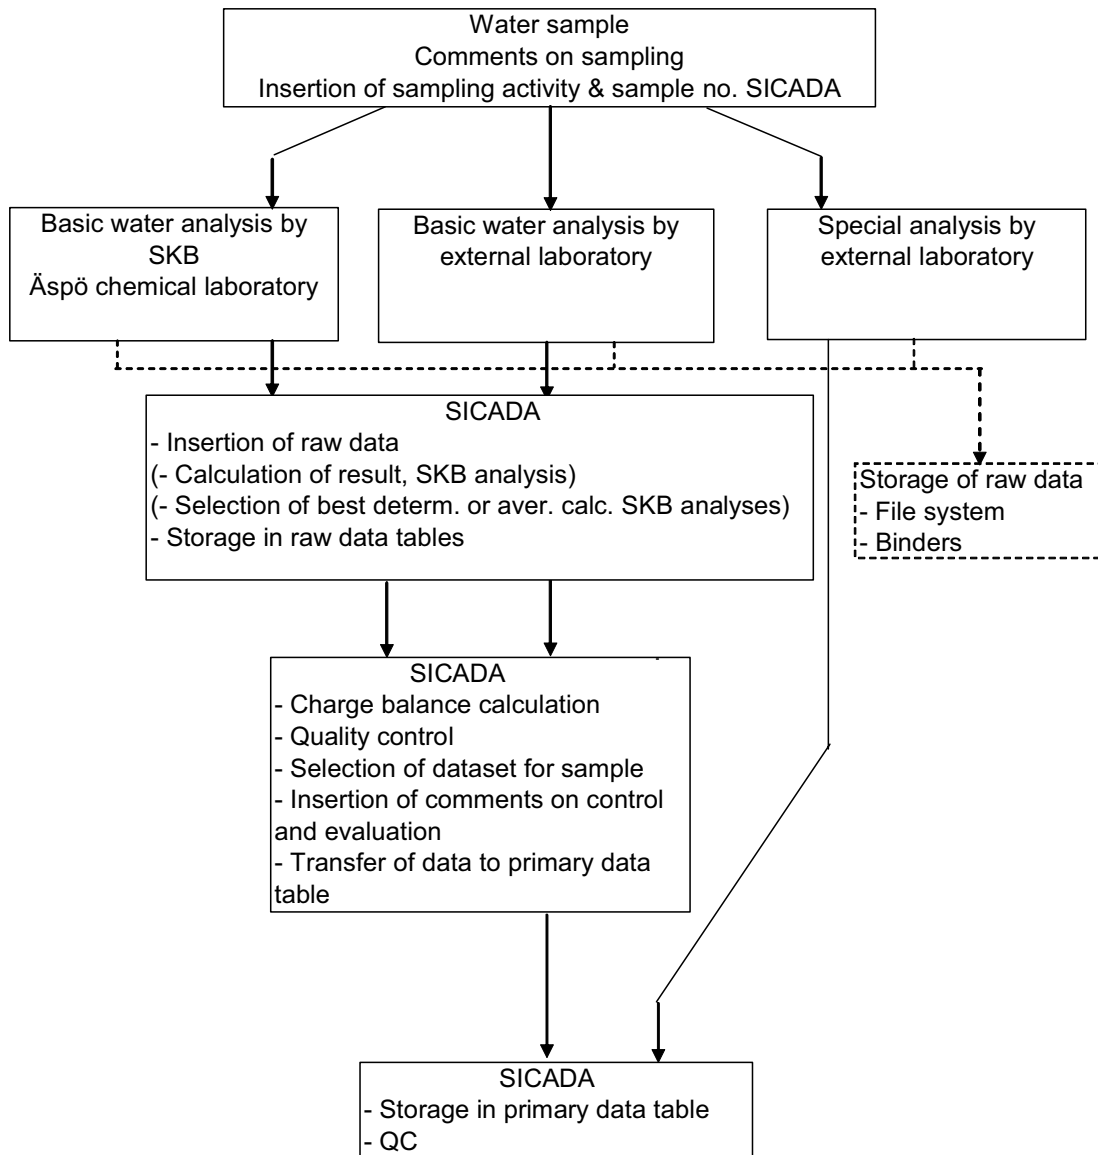 Water sample
Comments on sampling
Insertion of sampling activity & sample no. SICADA
Basic water analysis by
SKB
Äspö chemical laboratory
Basic water analysis by
external laboratory
Special analysis by
external laboratory
SICADA
- Insertion of raw data
(- Calculation of result, SKB analysis)
(- Selection of best determ. or aver. calc. SKB analyses)
- Storage in raw data tables
Storage of raw data
- File system
- Binders
SICADA
- Charge balance calculation
- Quality control
- Selection of dataset for sample
- Insertion of comments on control
and evaluation
- Transfer of data to primary data
table
SICADA
- Storage in primary data table
- QC